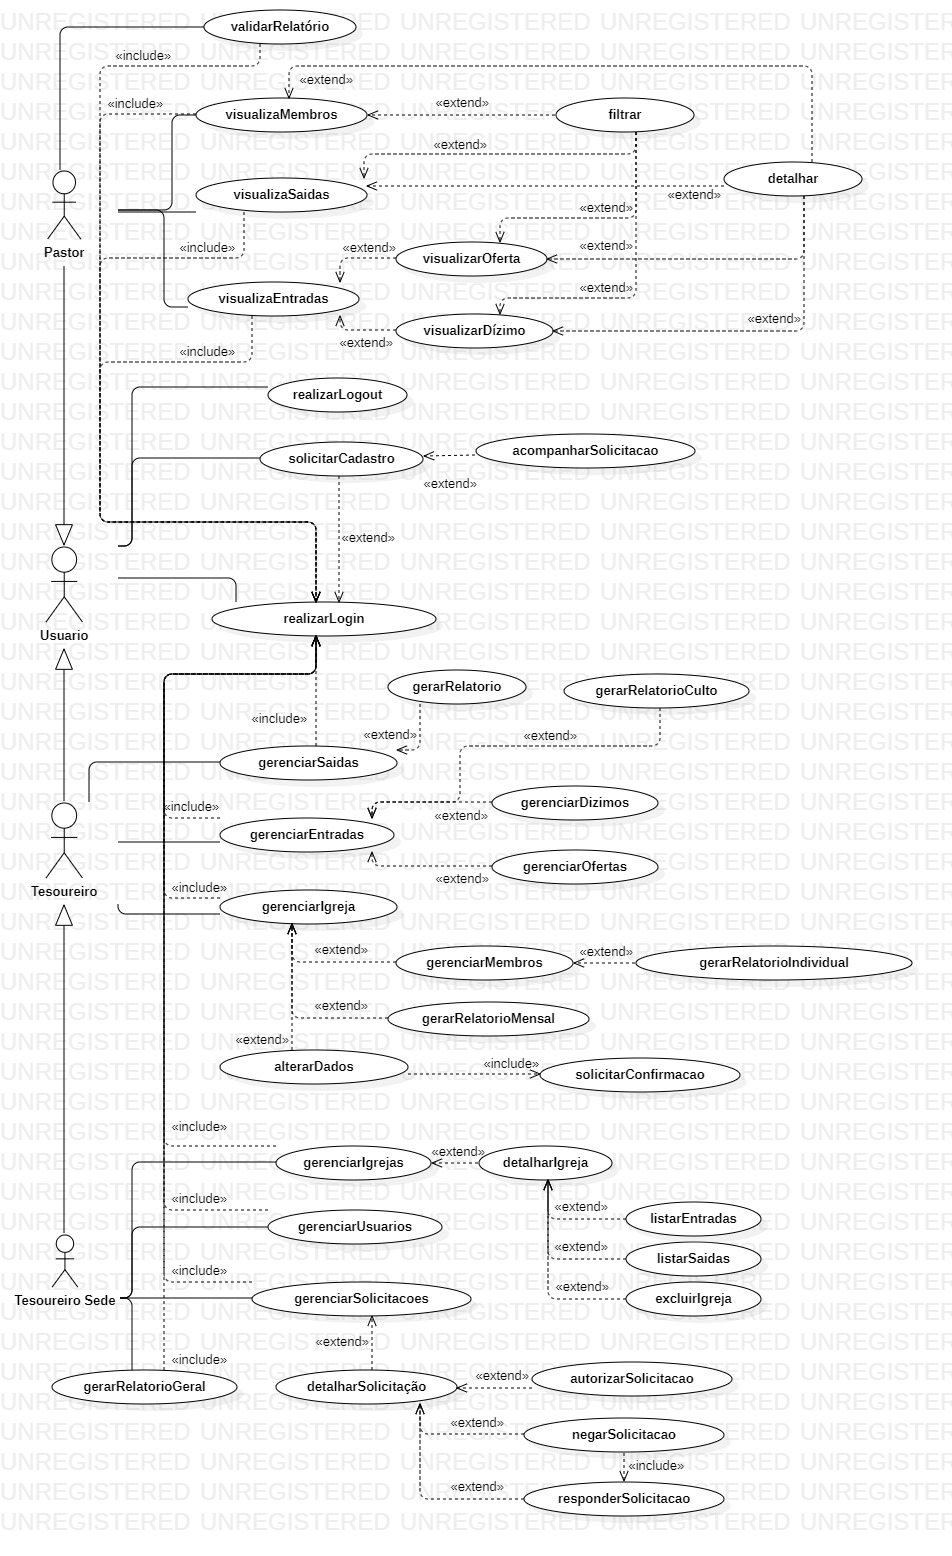 validarRelatório
«include»
«extend»
«include»
visualizaMembros
«extend»
filtrar
«extend»
detalhar
visualizaSaidas
«extend»
Pastor
«extend»
«include»
«extend»
«extend»
visualizarOferta
visualizaEntradas
«extend»
«extend»
visualizarDízimo
«extend»
«include»
realizarLogout
solicitarCadastro
acompanharSolicitacao
«extend»
«extend»
realizarLogin
Usuario
gerarRelatorio
gerarRelatorioCulto
«include»
«extend»
«extend»
gerenciarSaidas
«include»
gerenciarDizimos
«extend»
gerenciarEntradas
gerenciarOfertas
«extend»
Tesoureiro
«include»
gerenciarIgreja
«extend»
gerenciarMembros
«extend»
gerarRelatorioIndividual
«extend»
gerarRelatorioMensal
«extend»
alterarDados
«include»
solicitarConfirmacao
«include»
gerenciarIgrejas
«extend»
detalharIgreja
«include»
«extend»
listarEntradas
gerenciarUsuarios
«extend»
listarSaidas
«include»
«extend»
excluirIgreja
Tesoureiro Sede
gerenciarSolicitacoes
«extend»
«include»
gerarRelatorioGeral
detalharSolicitação
«extend»
autorizarSolicitacao
«extend»
negarSolicitacao
«include»
«extend»
responderSolicitacao
UNREGISTERED